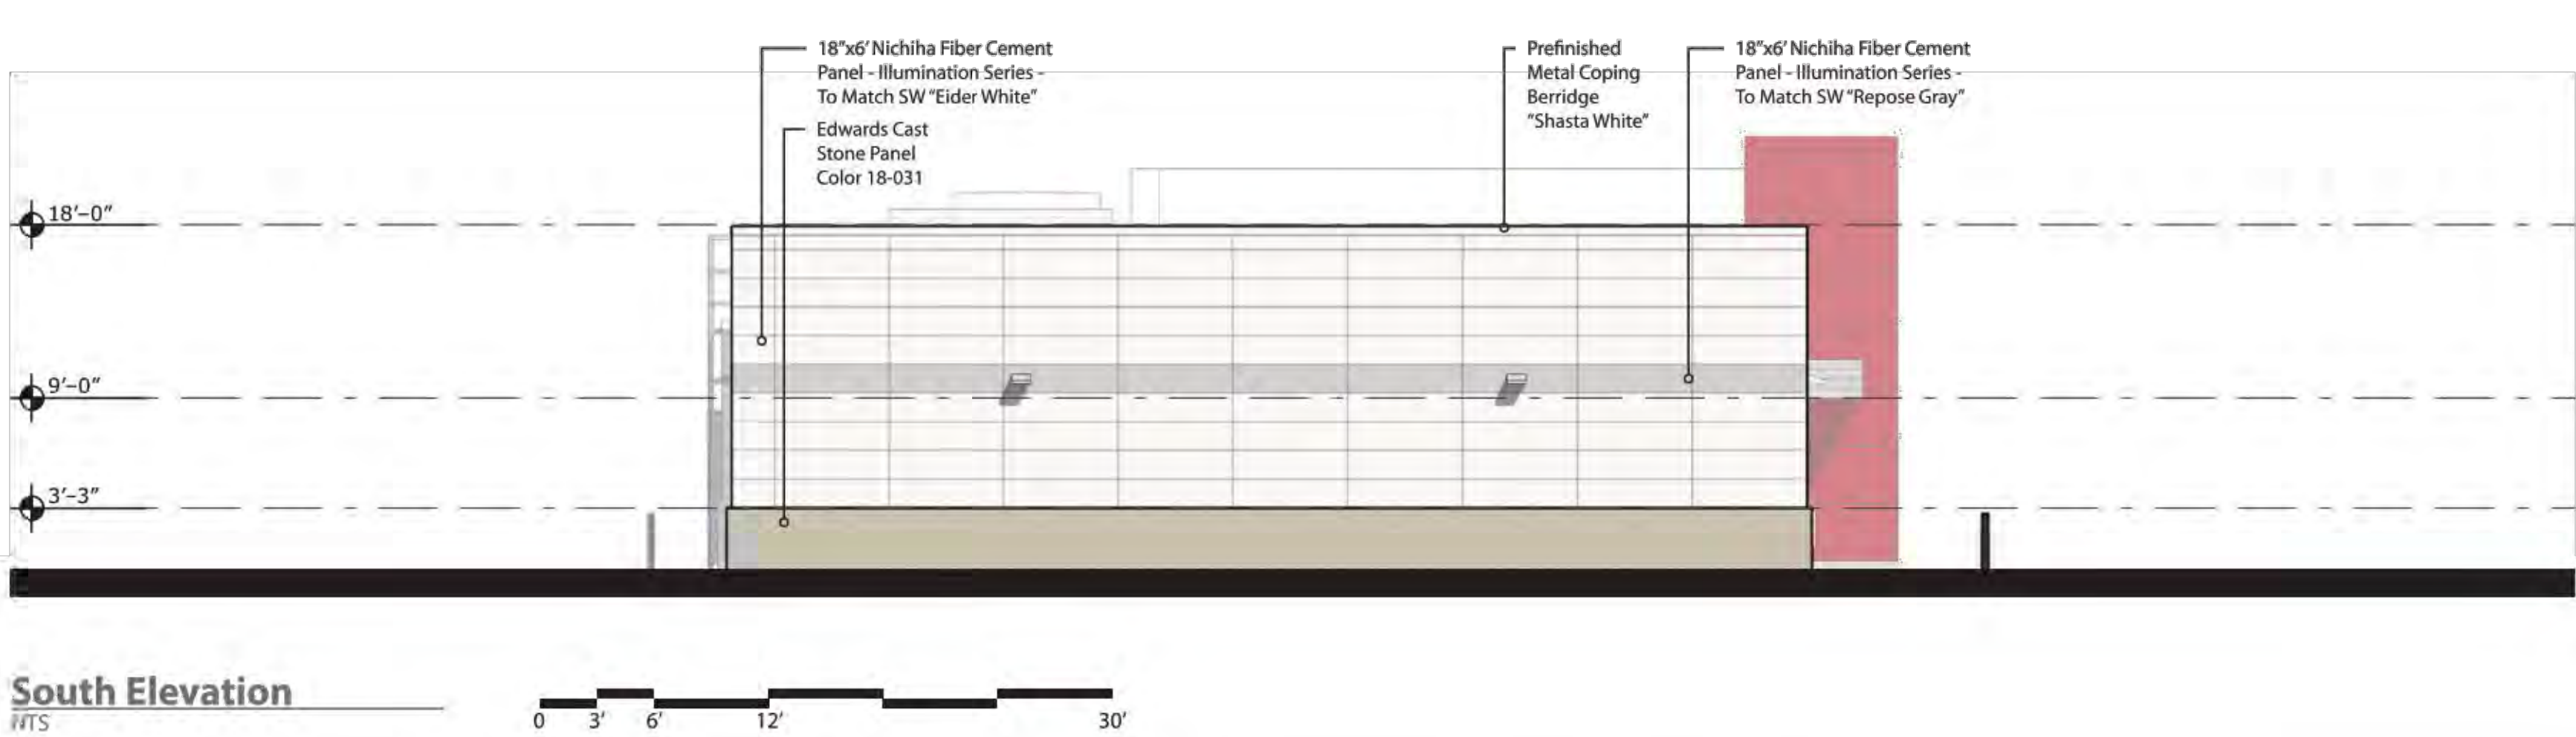 18"x6' Nichiha Fiber Cement
Panel - Illumination Series -
To Match SW "Eider White"
Edwards Cast
Stone Panel
Color 18-031
Prefinished
Metal Coping
Berridge
"Shasta White"
18"x6' Nichiha Fiber Cement
Panel - Illumination Series -
To Match SW "Repose Gray"
18'-0"
9'-0"
3'-3"
South Elevation
NTS
0 3' 6' 12' 30'